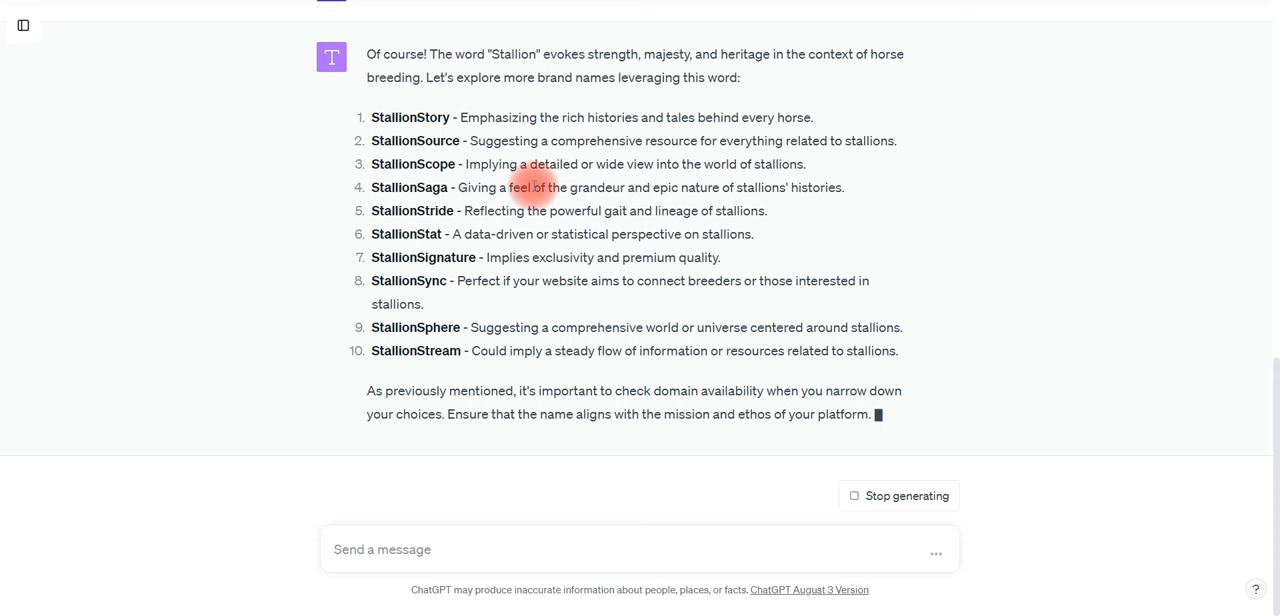 T
Of course! The word "Stallion" evokes strength, majesty, and heritage in the context of horse
breeding. Let's explore more brand names leveraging this word:
1. StallionStory - Emphasizing the rich histories and tales behind every horse.
2. StallionSource - Suggesting a comprehensive resource for everything related to stallions.
3. StallionScope - Implying a detailed or wide view into the world of stallions.
4. StallionSaga - Giving a feel of the grandeur and epic nature of stallions' histories.
5. StallionStride - Reflecting the powerful gait and lineage of stallions.
6. StallionStat - A data-driven or statistical perspective on stallions.
7. StallionSignature - Implies exclusivity and premium quality.
8. StallionSync - Perfect if your website aims to connect breeders or those interested in
stallions.
9. StallionSphere - Suggesting a comprehensive world or universe centered around stallions.
10. StallionStream - Could imply a steady flow of information or resources related to stallions.
As previously mentioned, it's important to check domain availability when you narrow down
your choices. Ensure that the name aligns with the mission and ethos of your platform.
Stop generating
Send a message
...
ChatGPT may produce inaccurate information about people, places, or facts. ChatGPT August 3 Version
?